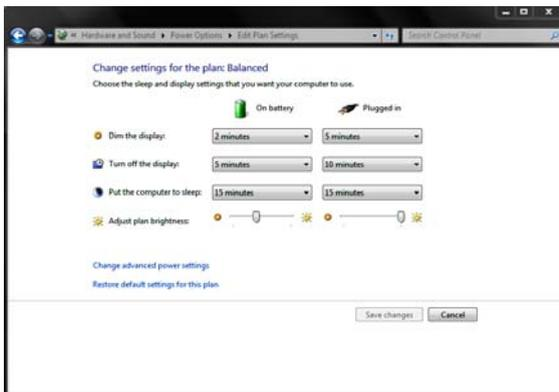 « Hardware and Sound ▸ Power Options ▸ Edit Plan Settings
Search Control Panel
Change settings for the plan: Balanced
Choose the sleep and display settings that you want your computer to use.
On battery Plugged in
Dim the display: 2 minutes 5 minutes
Turn off the display: 5 minutes 10 minutes
Put the computer to sleep: 15 minutes 15 minutes
Adjust plan brightness:
Change advanced power settings
Restore default settings for this plan
Save changes Cancel